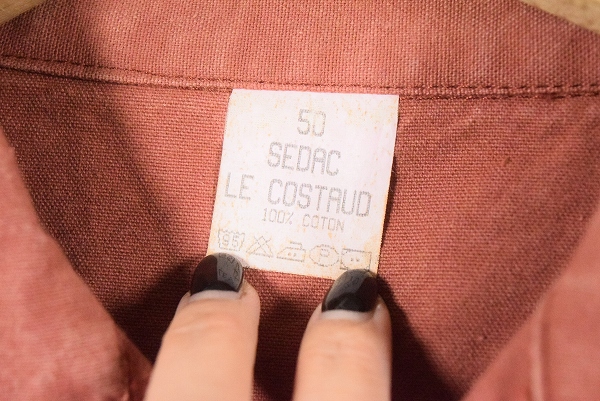 50
SEDAC
LE COSTAUD
100% COTON